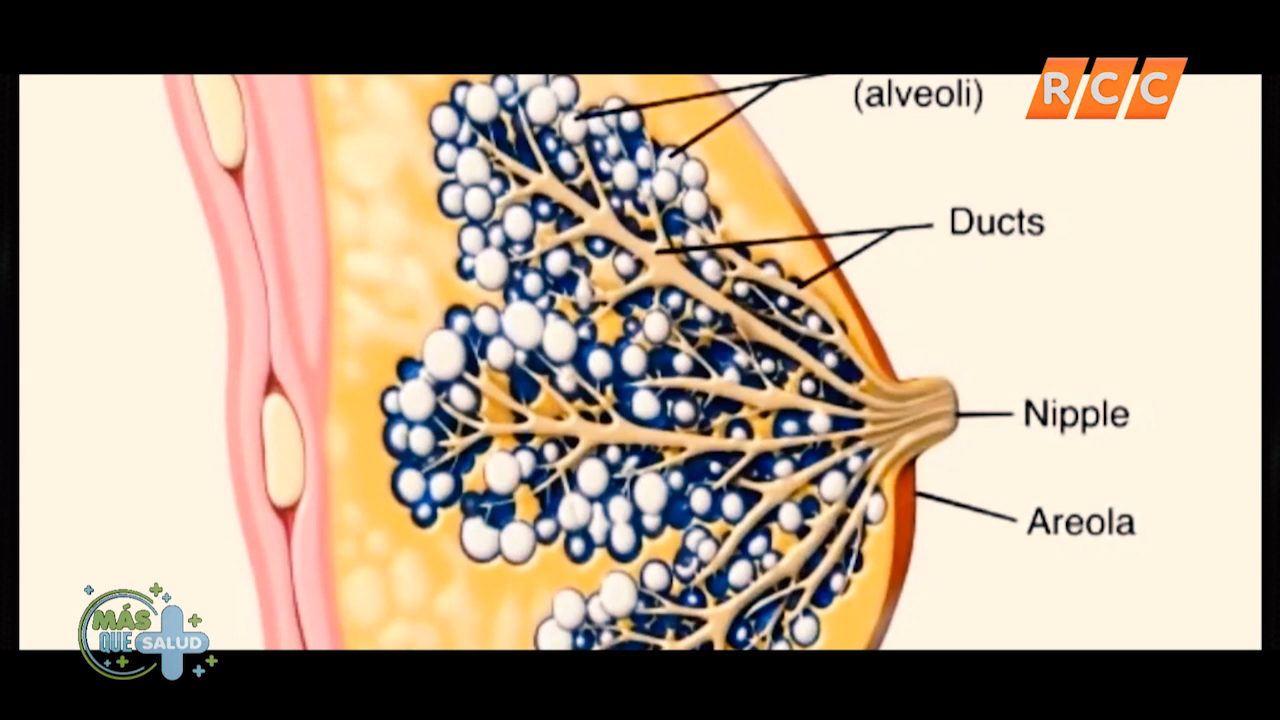 (alveoli)
RCC
Ducts
Nipple
Areola
MÁS
QUE SALUD